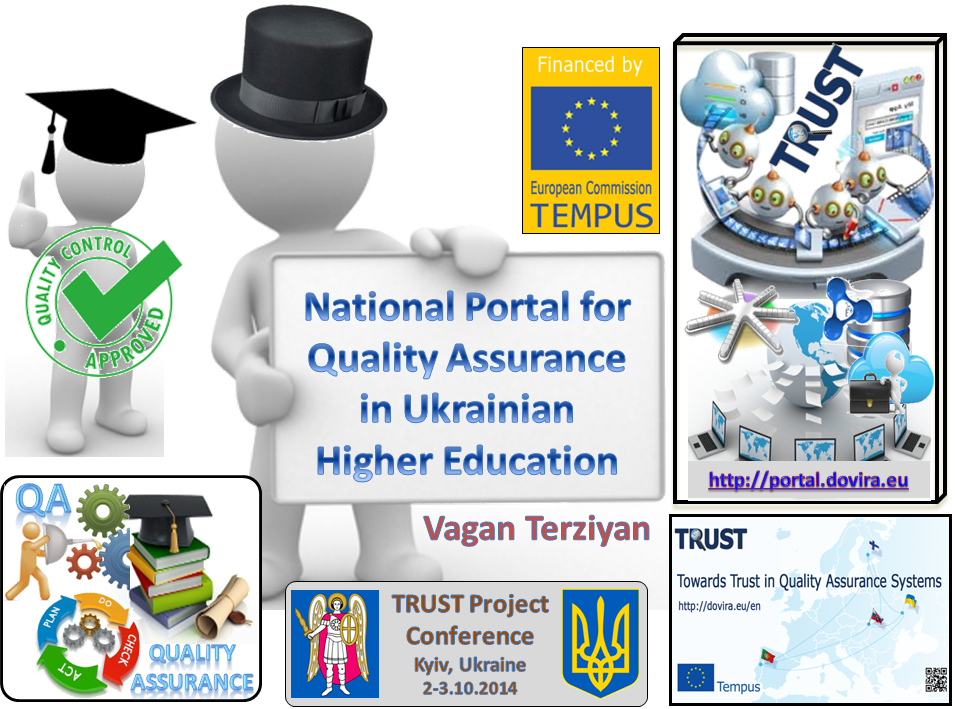 Financed by
European Commission
TEMPUS
TRUST
QUALITY CONTROL
APPROVED
National Portal for
Quality Assurance
in Ukrainian
Higher Education
http://portal.dovira.eu
Vagan Terziyan
QA
PLAN
DO
CHECK
ACT
QUALITY
ASSURANCE
TRUST Project
Conference
Kyiv, Ukraine
2-3.10.2014
TRUST
Towards Trust in Quality Assurance Systems
http://dovira.eu/en
Tempus